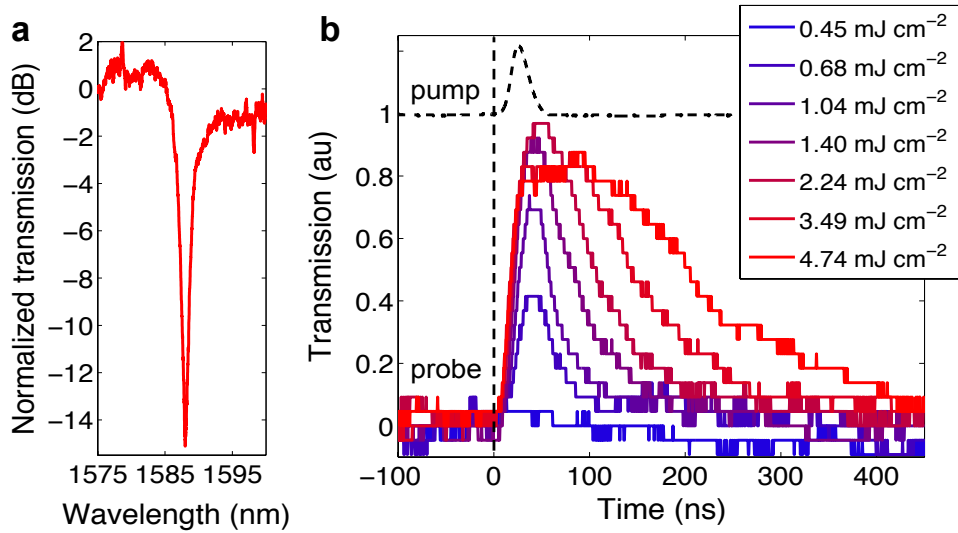 a
Normalized transmission (dB)
2
0
−2
−4
−6
−8
−10
−12
−14
1575
1585
1595
Wavelength (nm)
b
Transmission (au)
1
0.8
0.6
0.4
0.2
0
pump
probe
−100
0
100
200
300
400
Time (ns)
0.45 mJ cm−2
0.68 mJ cm−2
1.04 mJ cm−2
1.40 mJ cm−2
2.24 mJ cm−2
3.49 mJ cm−2
4.74 mJ cm−2